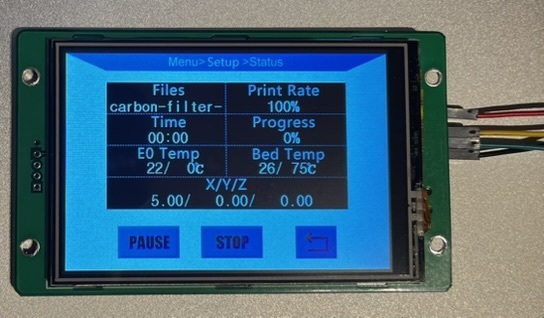 Menu> Setup >Status
Files Print Rate
carbon-filter- 100%
Time Progress
00:00 0%
E0 Temp Bed Temp
22/ 0c 26/ 75c
X/Y/Z
5.00/ 0.00/ 0.00
PAUSE STOP